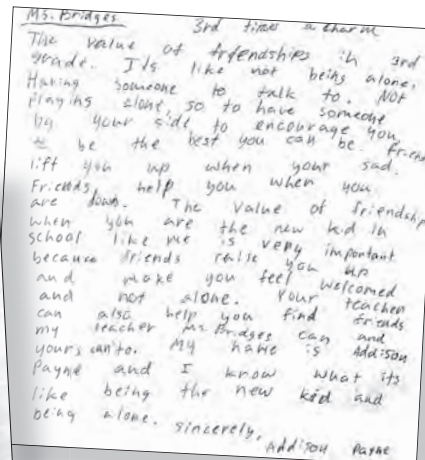 Ms. Bridges 3rd times a charm
The value of friendships in 3rd
grade. Its like not being alone,
Having someone to talk to. Not
playing alone, so to have someone
by your side to encourage you
to be the best you can be. friends
lift you up when your sad.
Friends, help you when you
are down. The value of friendship
when you are the new kid in
school like me is very important
because friends raise you up
and make you feel welcomed
and not alone. Your teacher
can also help you find friends
my teacher Ms. Bridges can and
yours can to. My name is Addison
Payne and I know what its
like being the new kid and
being alone. sincerely,
Addison Payne